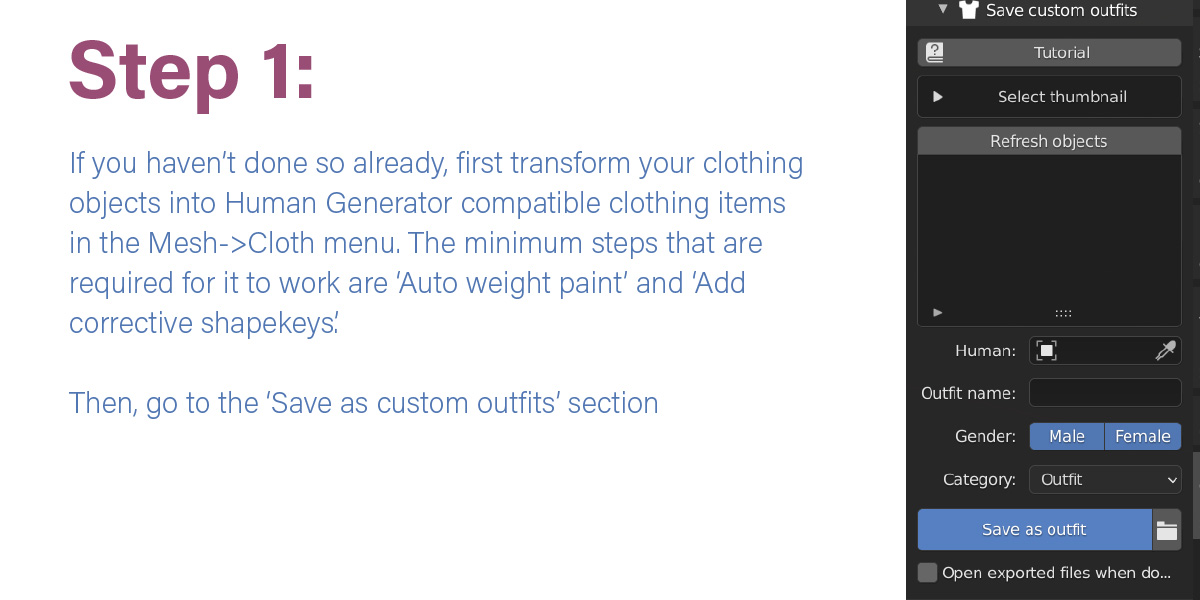 Step 1:
If you haven’t done so already, first transform your clothing
objects into Human Generator compatible clothing items
in the Mesh->Cloth menu. The minimum steps that are
required for it to work are ‘Auto weight paint’ and ‘Add
corrective shapekeys.’
Then, go to the ‘Save as custom outfits’ section
Save custom outfits
Tutorial
Select thumbnail
Refresh objects
Human:
Outfit name:
Gender: Male Female
Category: Outfit
Save as outfit
Open exported files when do...